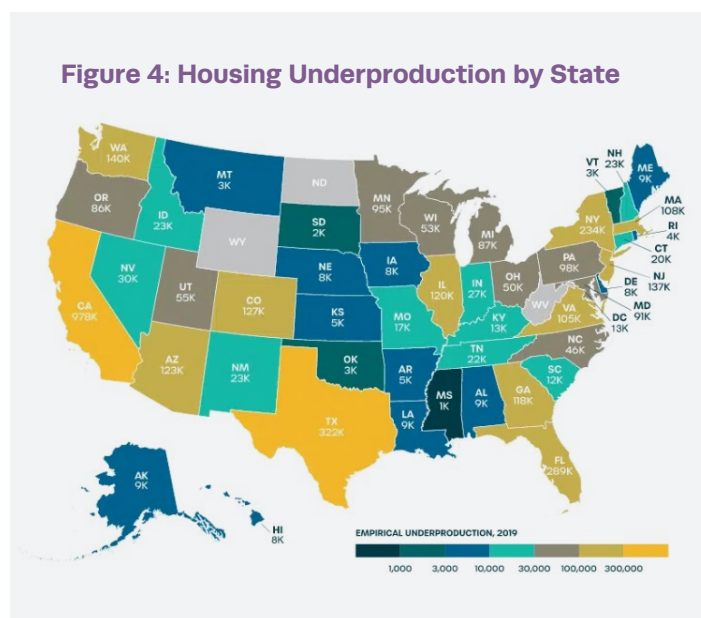 Figure 4: Housing Underproduction by State
WA
140K
OR
86K
CA
978K
NV
30K
ID
23K
MT
3K
WY
UT
55K
AZ
123K
CO
127K
NM
23K
ND
SD
2K
NE
8K
KS
5K
OK
3K
TX
322K
MN
95K
IA
8K
MO
17K
AR
5K
LA
9K
WI
53K
IL
120K
MS
1K
MI
87K
IN
27K
KY
13K
TN
22K
AL
9K
OH
50K
WV
GA
118K
FL
289K
SC
12K
NC
46K
VA
105K
PA
98K
NY
234K
VT
3K
NH
23K
ME
9K
MA
108K
RI
4K
CT
20K
NJ
137K
DE
8K
MD
91K
DC
13K
AK
9K
HI
8K
EMPIRICAL UNDERPRODUCTION, 2019
1,000 3,000 10,000 30,000 100,000 300,000